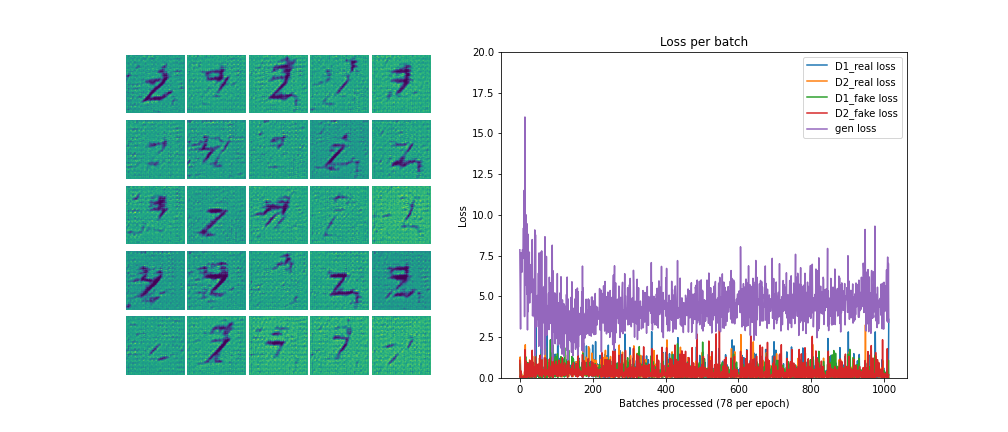 Loss per batch
20.0
17.5
15.0
12.5
10.0
7.5
5.0
2.5
0.0
Loss
D1_real loss
D2_real loss
D1_fake loss
D2_fake loss
gen loss
0 200 400 600 800 1000
Batches processed (78 per epoch)